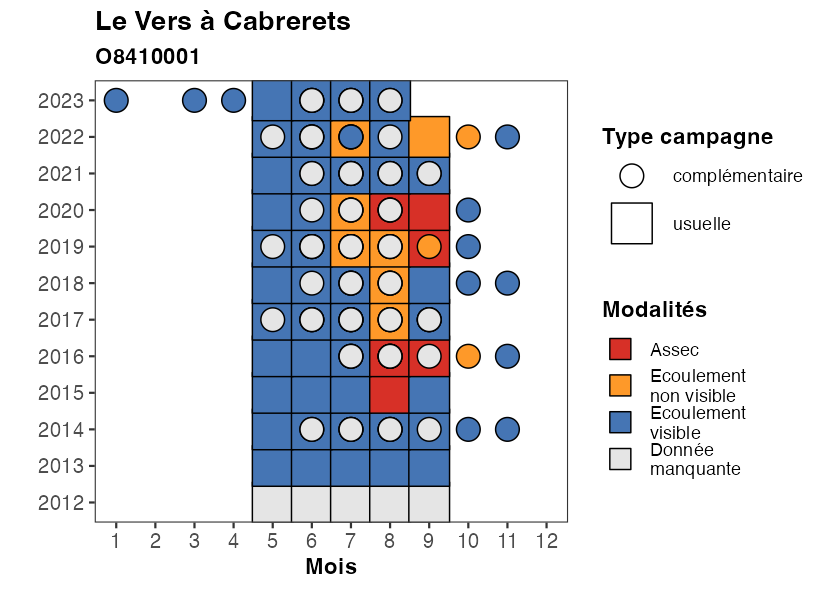 Le Vers à Cabrerets
O8410001
2023
2022
2021
2020
2019
2018
2017
2016
2015
2014
2013
2012
1 2 3 4 5 6 7 8 9 10 11 12
Mois
Type campagne
complémentaire
usuelle
Modalités
Assec
Ecoulement
non visible
Ecoulement
visible
Donnée
manquante